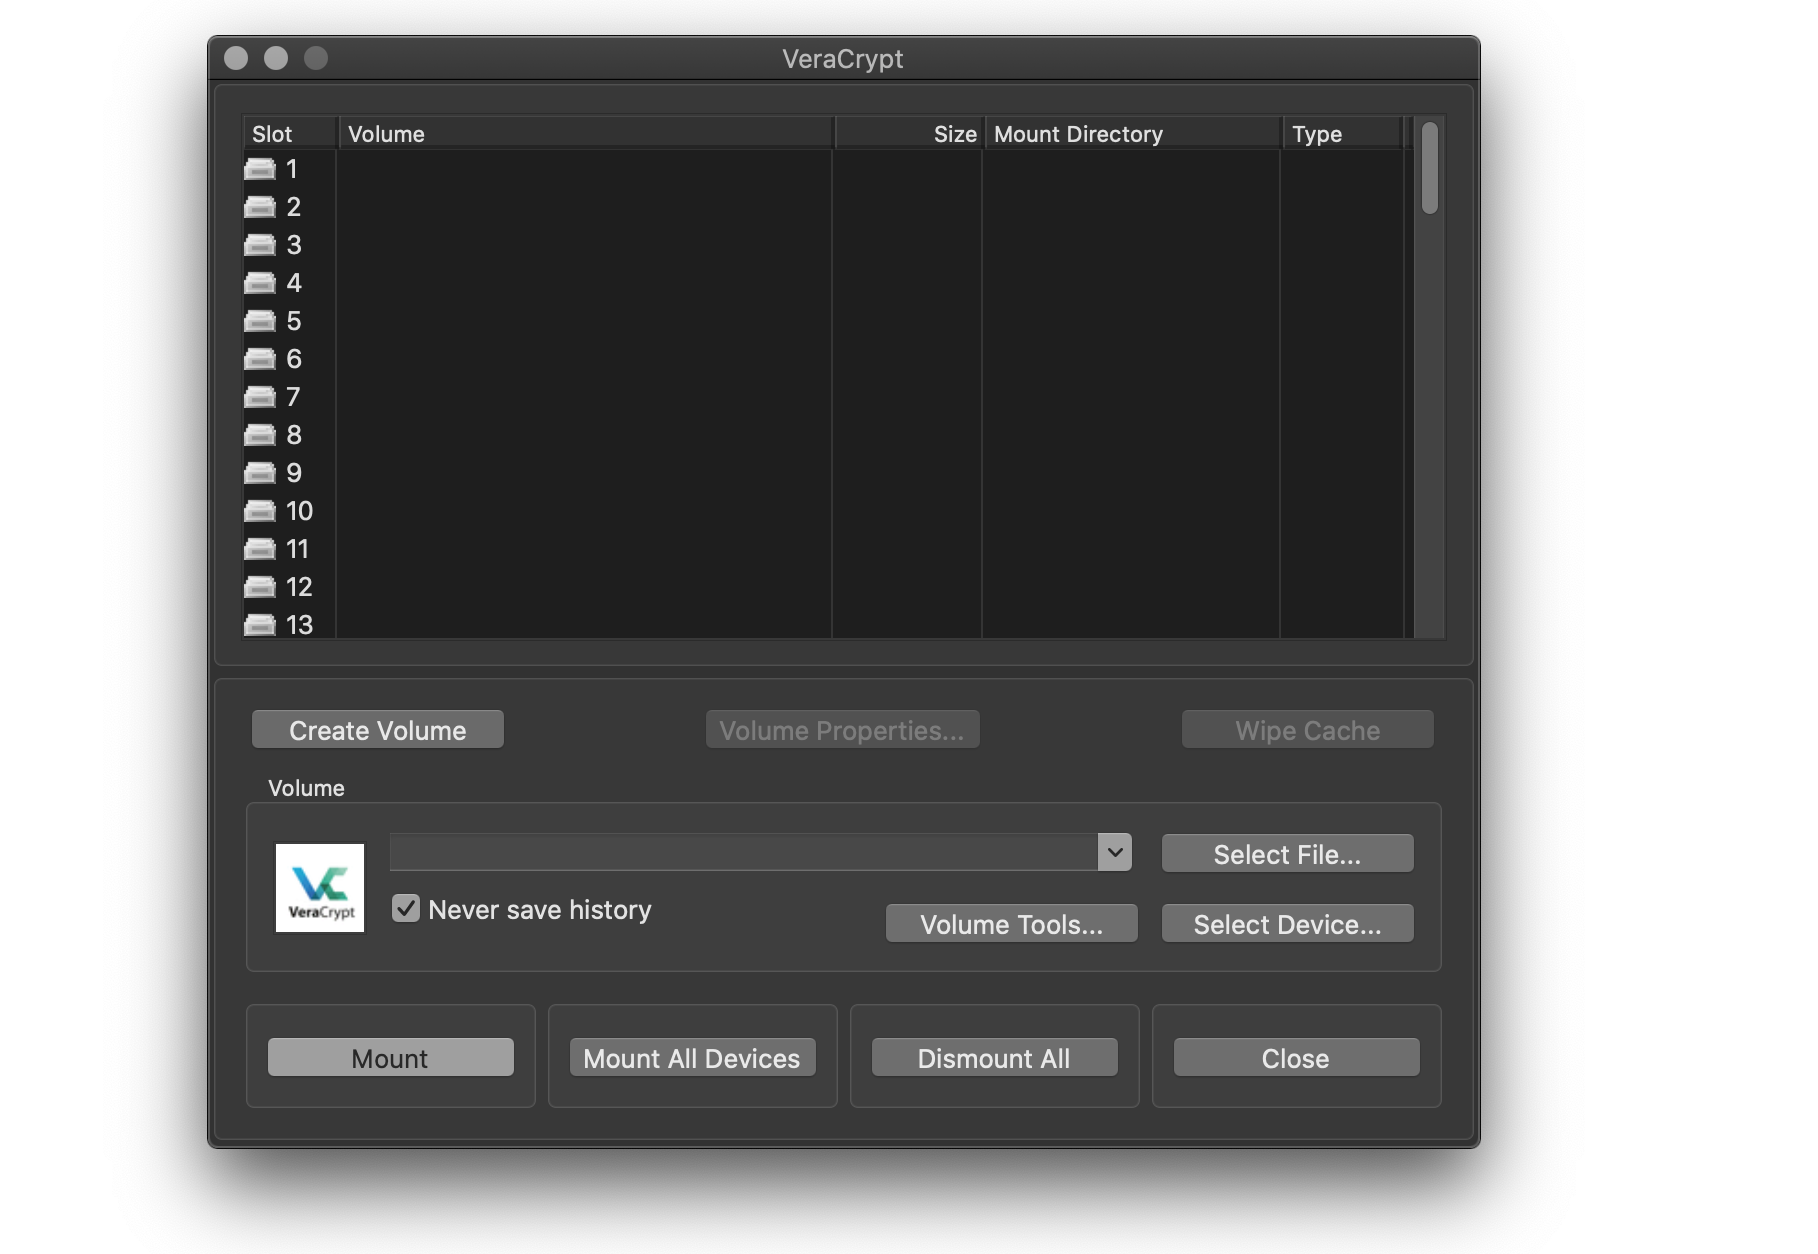 VeraCrypt
Slot Volume Size Mount Directory Type
1
2
3
4
5
6
7
8
9
10
11
12
13
Create Volume Volume Properties... Wipe Cache
Volume
Select File...
VeraCrypt
Never save history
Volume Tools... Select Device...
Mount Mount All Devices Dismount All Close